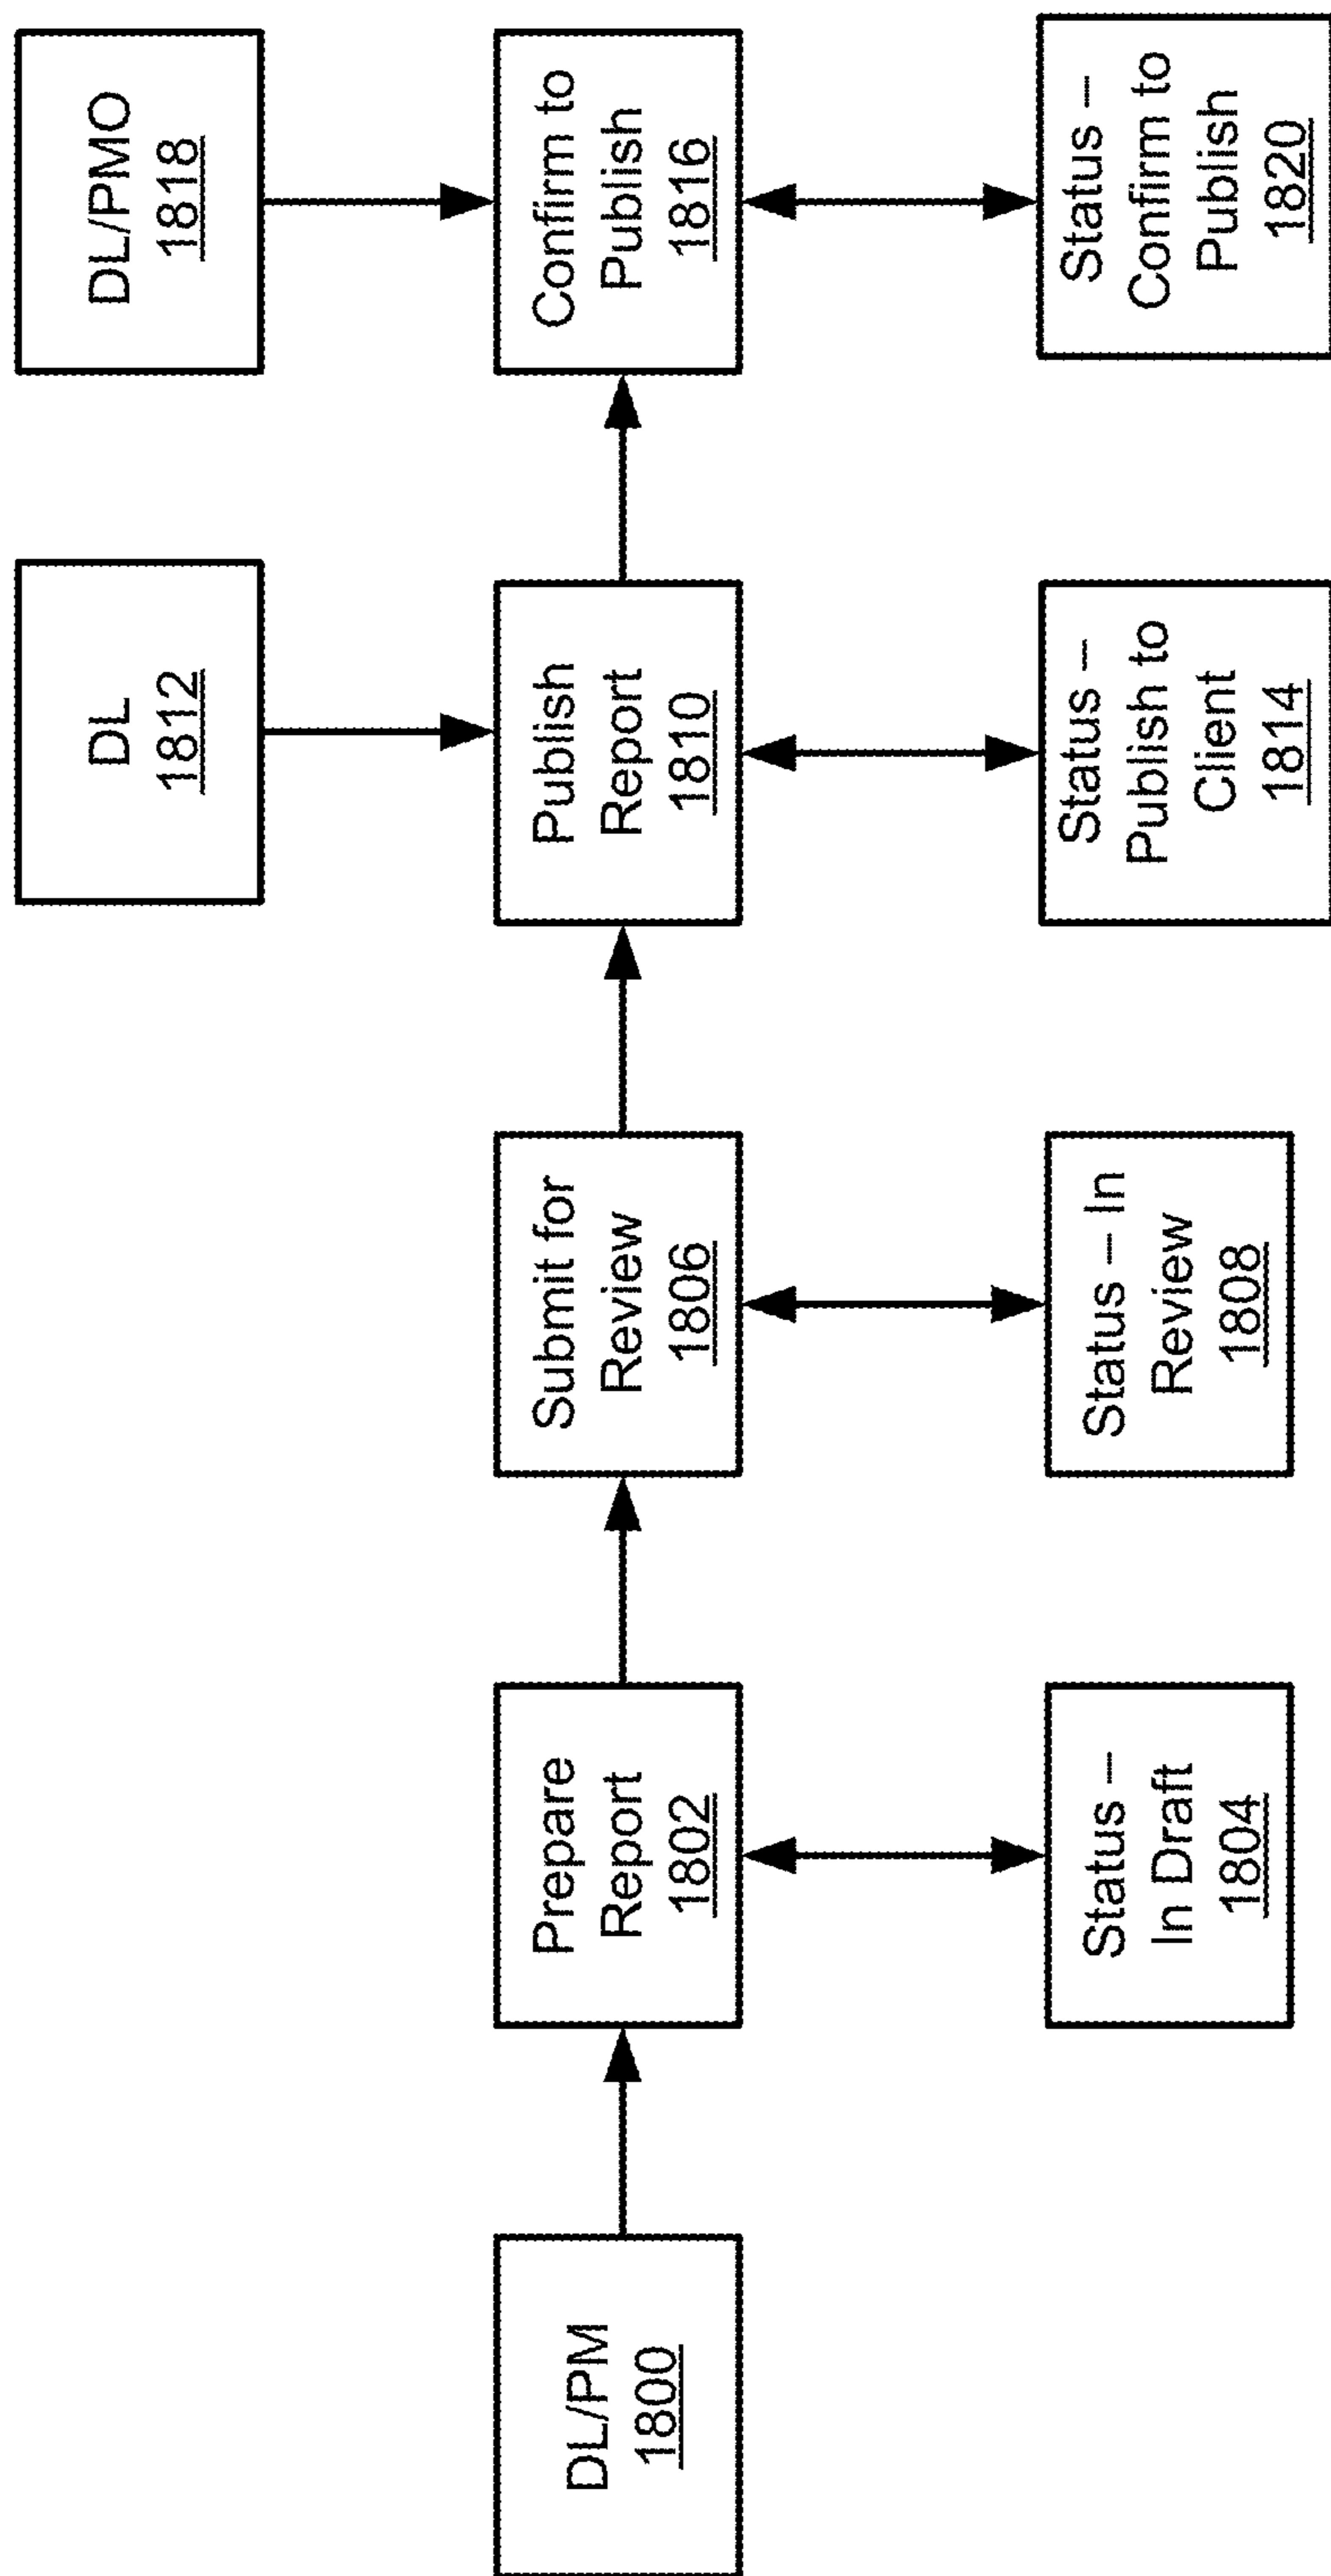 DL/PM
1800
Prepare
Report
1802
Status –
In Draft
1804
Submit for
Review
1806
Status – In
Review
1808
DL
1812
Publish
Report
1810
Status –
Publish to
Client
1814
DL/PMO
1818
Confirm to
Publish
1816
Status –
Confirm to
Publish
1820